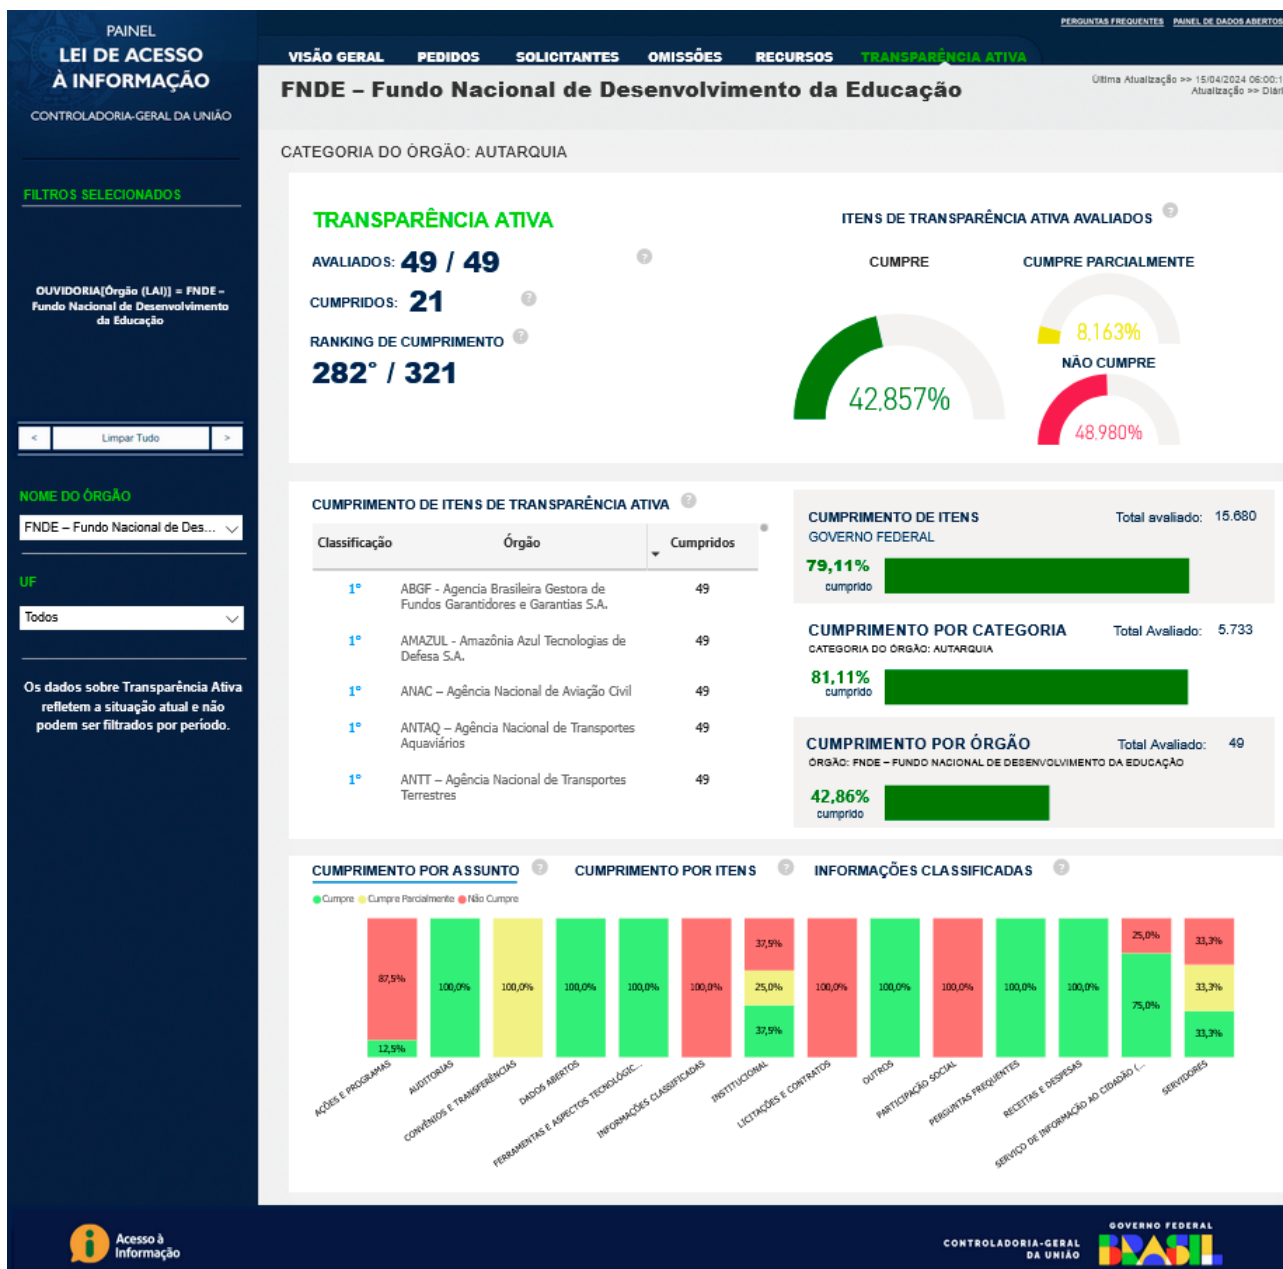 PERGUNTAS FREQUENTES PAINEL DE DADOS ABERTOS
PAINEL
LEI DE ACESSO
À INFORMAÇÃO
CONTROLADORIA-GERAL DA UNIÃO
VISÃO GERAL PEDIDOS SOLICITANTES OMISSÕES RECURSOS TRANSPARÊNCIA ATIVA
FNDE – Fundo Nacional de Desenvolvimento da Educação
Última Atualização >> 15/04/2024 06:00:1
Atualização >> Diári
CATEGORIA DO ÓRGÃO: AUTARQUIA
FILTROS SELECIONADOS
OUVIDORIA[Órgão (LAI)] = FNDE –
Fundo Nacional de Desenvolvimento
da Educação
< Limpar Tudo >
NOME DO ÓRGÃO
FNDE – Fundo Nacional de Des...
UF
Todos
Os dados sobre Transparência Ativa
refletem a situação atual e não
podem ser filtrados por período.
TRANSPARÊNCIA ATIVA
AVALIADOS: 49 / 49 ?
CUMPRIDOS: 21 ?
RANKING DE CUMPRIMENTO ?
282° / 321
ITENS DE TRANSPARÊNCIA ATIVA AVALIADOS ?
CUMPRE
42,857%
CUMPRE PARCIALMENTE
8,163%
NÃO CUMPRE
48,980%
CUMPRIMENTO DE ITENS DE TRANSPARÊNCIA ATIVA ?
Classificação Órgão Cumpridos
1º ABGF - Agencia Brasileira Gestora de 49
Fundos Garantidores e Garantias S.A.
1º AMAZUL - Amazônia Azul Tecnologias de 49
Defesa S.A.
1º ANAC – Agência Nacional de Aviação Civil 49
1º ANTAQ – Agência Nacional de Transportes 49
Aquaviários
1º ANTT – Agência Nacional de Transportes 49
Terrestres
CUMPRIMENTO DE ITENS Total avaliado: 15.680
GOVERNO FEDERAL
79,11%
cumprido
CUMPRIMENTO POR CATEGORIA Total Avaliado: 5.733
CATEGORIA DO ÓRGÃO: AUTARQUIA
81,11%
cumprido
CUMPRIMENTO POR ÓRGÃO Total Avaliado: 49
ÓRGÃO: FNDE – FUNDO NACIONAL DE DESENVOLVIMENTO DA EDUCAÇÃO
42,86%
cumprido
CUMPRIMENTO POR ASSUNTO ? CUMPRIMENTO POR ITENS ? INFORMAÇÕES CLASSIFICADAS ?
Cumpre Cumpre Parcialmente Não Cumpre
87,5%
12,5%
100,0%
100,0%
100,0%
100,0%
100,0%
37,5%
25,0%
37,5%
100,0%
100,0%
100,0%
100,0%
100,0%
25,0%
75,0%
33,3%
33,3%
33,3%
AÇÕES E PROGRAMAS
AUDITORIAS
CONVÊNIOS E TRANSFERÊNCIAS
DADOS ABERTOS
FERRAMENTAS E ASPECTOS TECNOLÓGIC...
INFORMAÇÕES CLASSIFICADAS
INSTITUCIONAL
LICITAÇÕES E CONTRATOS
OUTROS
PARTICIPAÇÃO SOCIAL
PERGUNTAS FREQUENTES
RECEITAS E DESPESAS
SERVIÇO DE INFORMAÇÃO AO CIDADÃO (...
SERVIDORES
Acesso à
Informação
CONTROLADORIA-GERAL
DA UNIÃO
GOVERNO FEDERAL
BRASIL